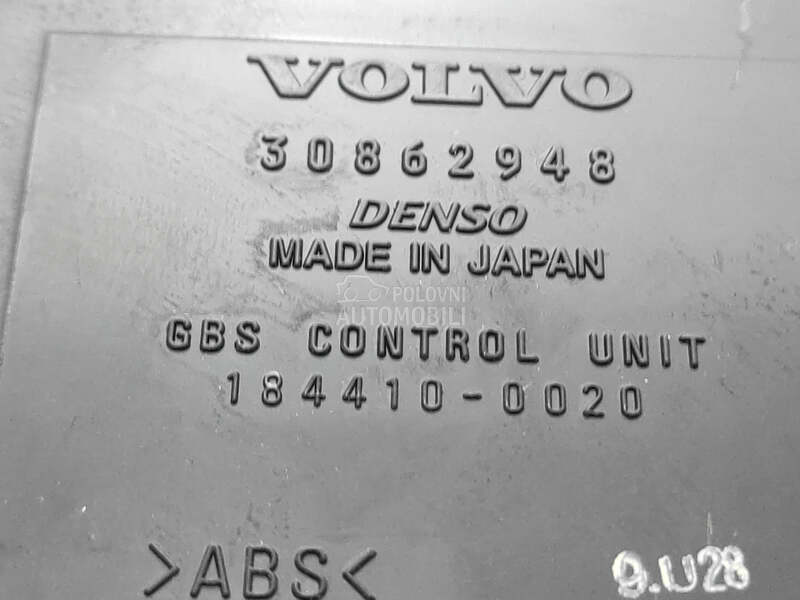 VOLVO
30862948
DENSO
MADE IN JAPAN
POLOVNI
AUTOMOBILI
GBS CONTROL UNIT
184410-0020
>ABS<
9.U28